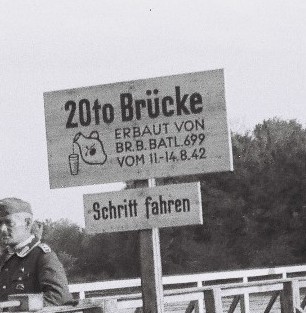 20to Brücke
ERBAUT VON
BR.B.BATL.699
VOM 11.-14.8.42
Schritt fahren